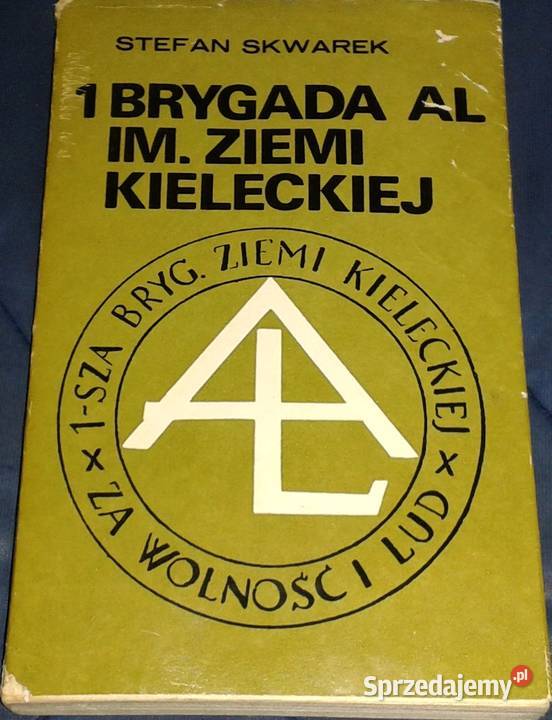 STEFAN SKWAREK
1 BRYGADA AL
IM. ZIEMI
KIELECKIEJ
1-SZA BRYG. ZIEMI KIELECKIEJ
AL
× ZA WOLNOŚĆ I LUD ×
Sprzedajemy.pl